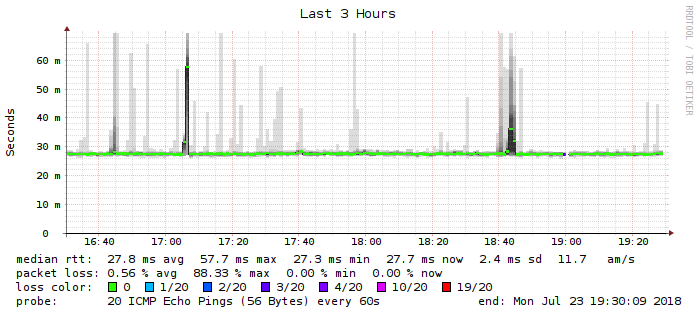 Last 3 Hours
RRDTOOL / TOBI OETIKER
Seconds
60 m
50 m
40 m
30 m
20 m
10 m
0
16:40 17:00 17:20 17:40 18:00 18:20 18:40 19:00 19:20
median rtt: 27.8 ms avg 57.7 ms max 27.3 ms min 27.7 ms now 2.4 ms sd 11.7 am/s
packet loss: 0.56 % avg 88.33 % max 0.00 % min 0.00 % now
loss color: 0 1/20 2/20 3/20 4/20 10/20 19/20
probe: 20 ICMP Echo Pings (56 Bytes) every 60s end: Mon Jul 23 19:30:09 2018